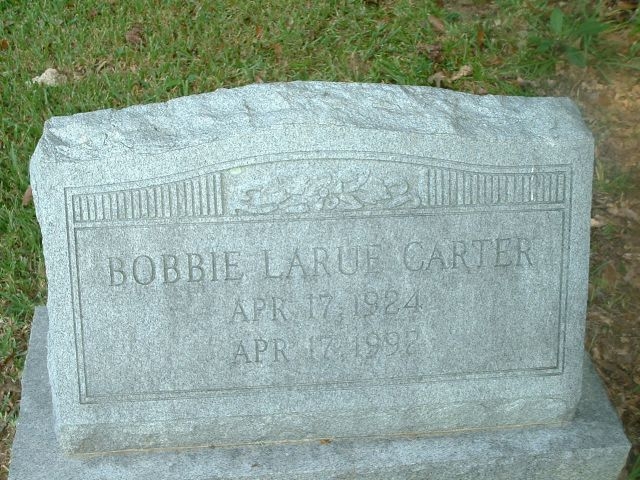 BOBBIE LARUE CARTER
APR. 17, 1924
APR 17 1992